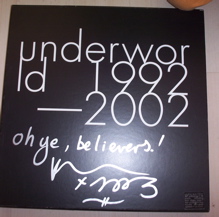 underwor
ld 1992
—2002
oh ye, believers!